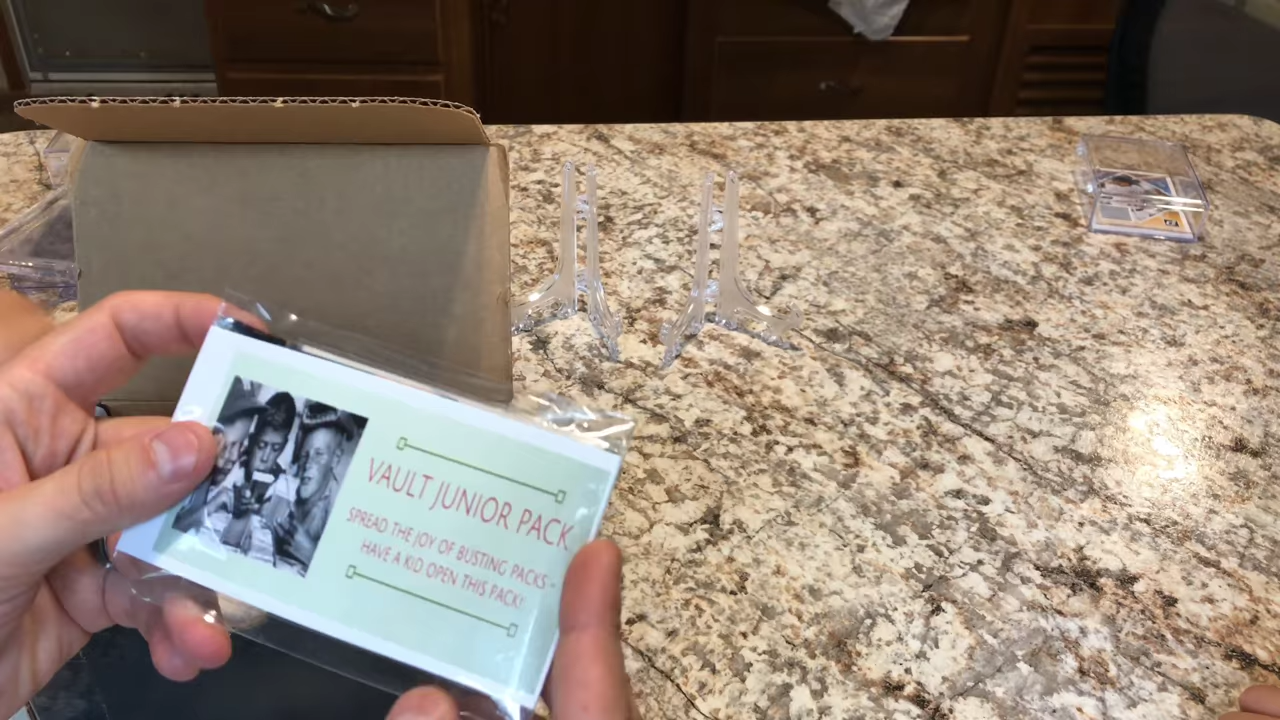 VAULT JUNIOR PACK
SPREAD THE JOY OF BUSTING PACKS -
HAVE A KID OPEN THIS PACK!